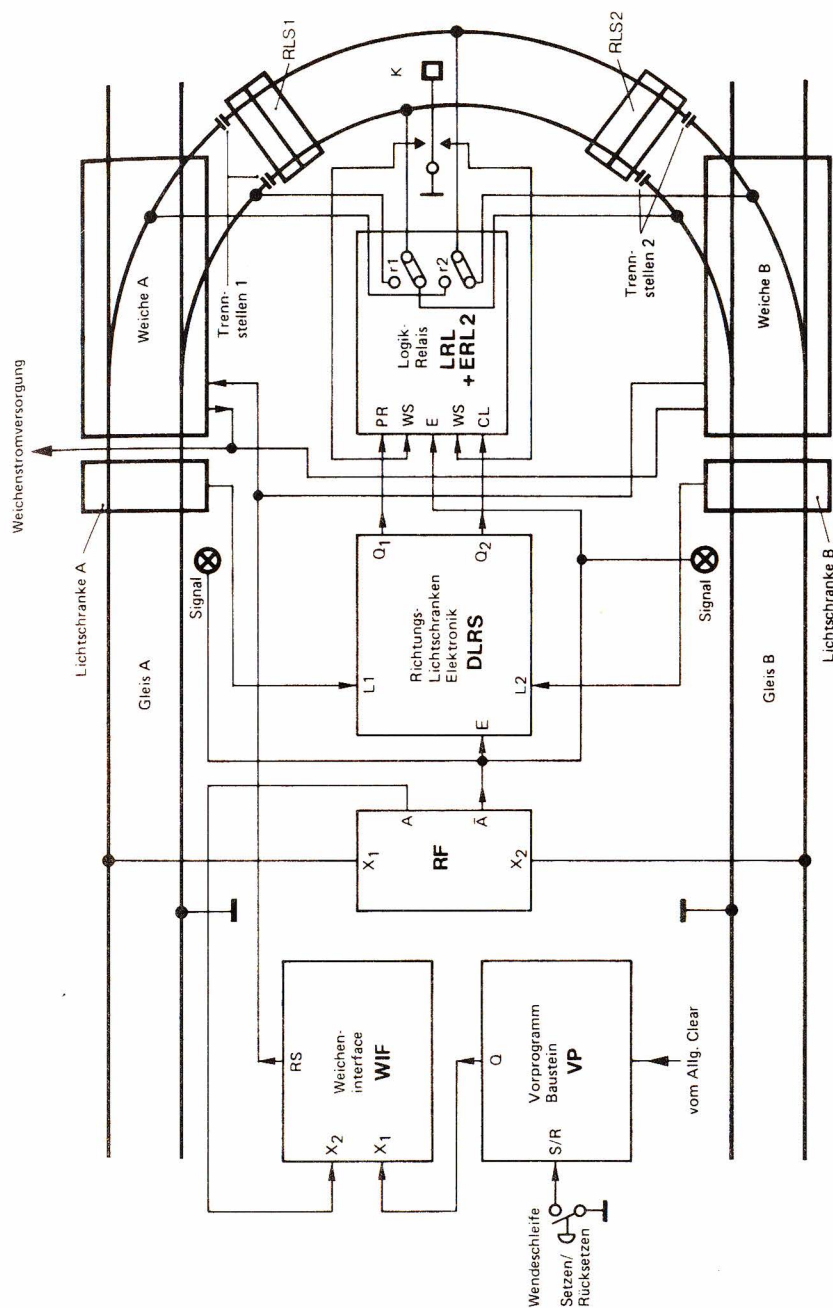 Weichenstromversorgung
Lichtschranke A
Gleis A
Weiche A
Signal
Trenn-
stellen 1
RLS1
RS
Weichen-
interface
WIF
X2
X1
X1
A
RF
Ā
X2
L1
Q1
Richtungs-
Lichtschranken
Elektronik
DLRS
E
L2
Q2
PR
WS
E
WS
CL
Logik-
Relais
LRL
+ ERL 2
r1
r2
K
Q
Vorprogramm
Baustein
VP
S/R
vom Allg. Clear
Wendeschleife
Setzen/
Rücksetzen
Signal
Gleis B
Lichtschranke B
Weiche B
Trenn-
stellen 2
RLS2